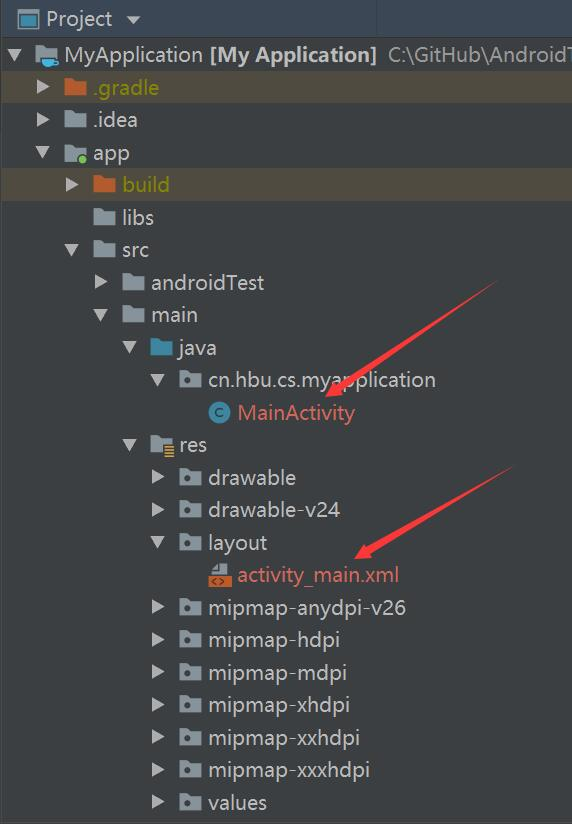 Project
MyApplication [My Application] C:\GitHub\AndroidT
.gradle
.idea
app
build
libs
src
androidTest
main
java
cn.hbu.cs.myapplication
MainActivity
res
drawable
drawable-v24
layout
activity_main.xml
mipmap-anydpi-v26
mipmap-hdpi
mipmap-mdpi
mipmap-xhdpi
mipmap-xxhdpi
mipmap-xxxhdpi
values